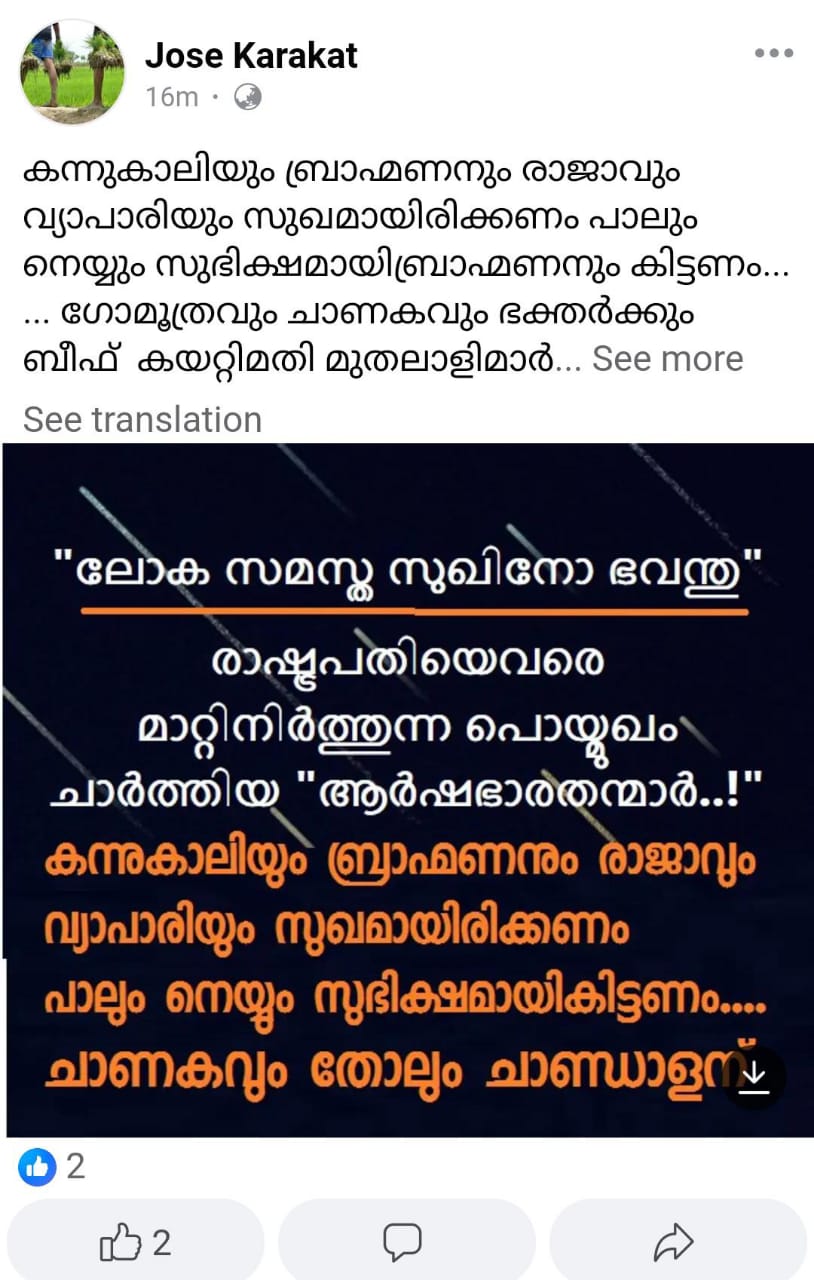 Jose Karakat
16m
കന്നുകാലിയും ബ്രാഹ്മണനും രാജാവും
വ്യാപാരിയും സുഖമായിരിക്കണം പാലും
നെയ്യും സുഭിക്ഷമായിബ്രാഹ്മണനും കിട്ടണം...
... ഗോമൂത്രവും ചാണകവും ഭക്തർക്കും
ബീഫ് കയറ്റിമതി മുതലാളിമാർ... See more
See translation
"ലോക സമസ്ത സുഖിനോ ഭവന്തു"
രാഷ്ട്രപതിയെവരെ
മാറ്റിനിർത്തുന്ന പൊയ്മുഖം
ചാർത്തിയ "ആർഷഭാരതന്മാർ..!"
കന്നുകാലിയും ബ്രാഹ്മണനും രാജാവും
വ്യാപാരിയും സുഖമായിരിക്കണം
പാലും നെയ്യും സുഭിക്ഷമായികിട്ടണം....
ചാണകവും തോലും
2
2